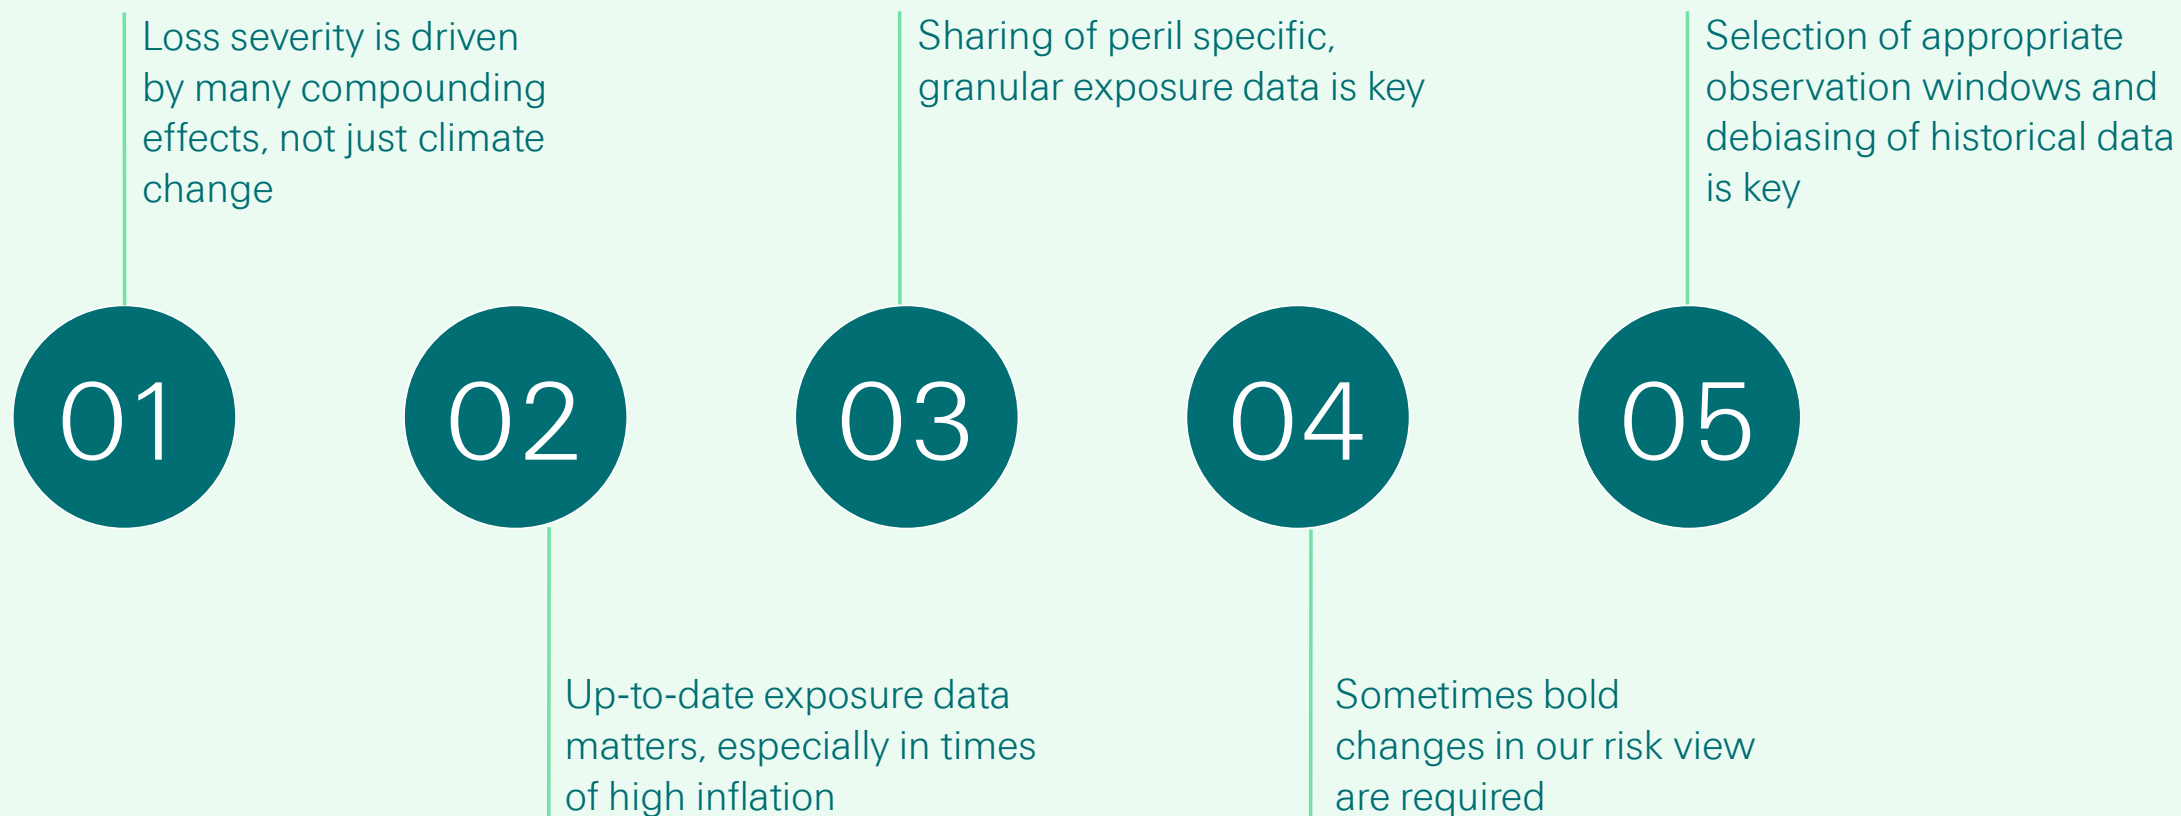 01
Loss severity is driven
by many compounding
effects, not just climate
change
02
Up-to-date exposure data
matters, especially in times
of high inflation
03
Sharing of peril specific,
granular exposure data is key
04
Sometimes bold
changes in our risk view
are required
05
Selection of appropriate
observation windows and
debiasing of historical data
is key